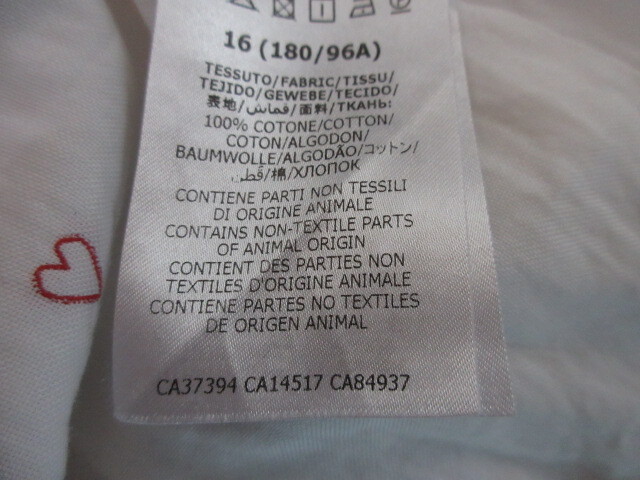 16 (180/96A)
TESSUTO/FABRIC/TISSU/
TEJIDO/GEWEBE/TECIDO/
表地/قماش/面料/ТКАНЬ:
100% COTONE/COTTON/
COTON/ALGODON/
BAUMWOLLE/ALGODÃO/コットン/
قطن/棉/ХЛОПОК
CONTIENE PARTI NON TESSILI
DI ORIGINE ANIMALE
CONTAINS NON-TEXTILE PARTS
OF ANIMAL ORIGIN
CONTIENT DES PARTIES NON
TEXTILES D'ORIGINE ANIMALE
CONTIENE PARTES NO TEXTILES
DE ORIGEN ANIMAL
CA37394 CA14517 CA84937